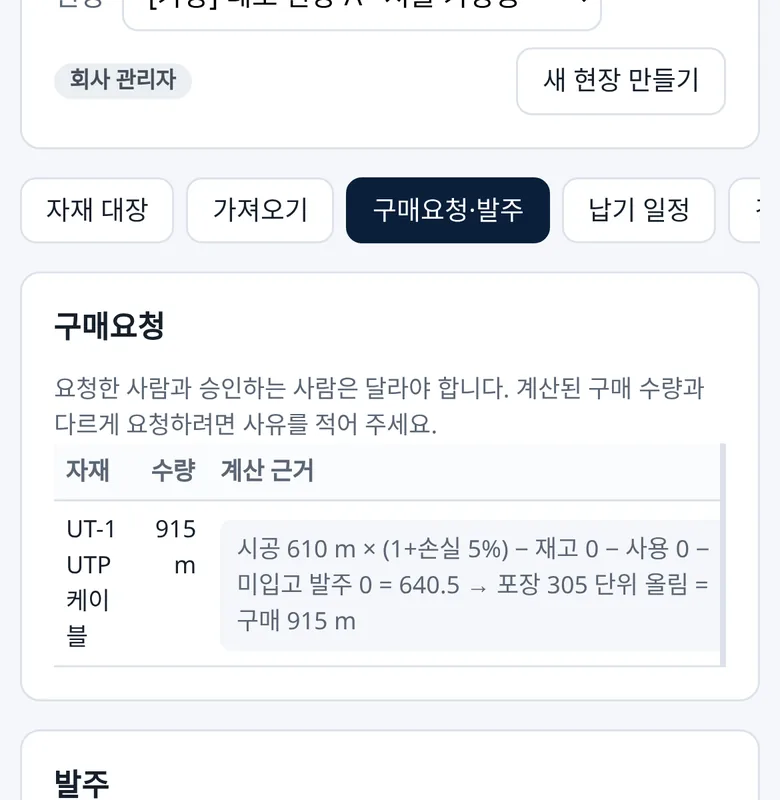 회사 관리자
새 현장 만들기
자재 대장
가져오기
구매요청·발주
납기 일정
구매요청
요청한 사람과 승인하는 사람은 달라야 합니다. 계산된 구매 수량과
다르게 요청하려면 사유를 적어 주세요.
자재 수량 계산 근거
UT-1 915
UTP m
케이
블
시공 610 m × (1+손실 5%) − 재고 0 − 사용 0 −
미입고 발주 0 = 640.5 → 포장 305 단위 올림 =
구매 915 m
발주